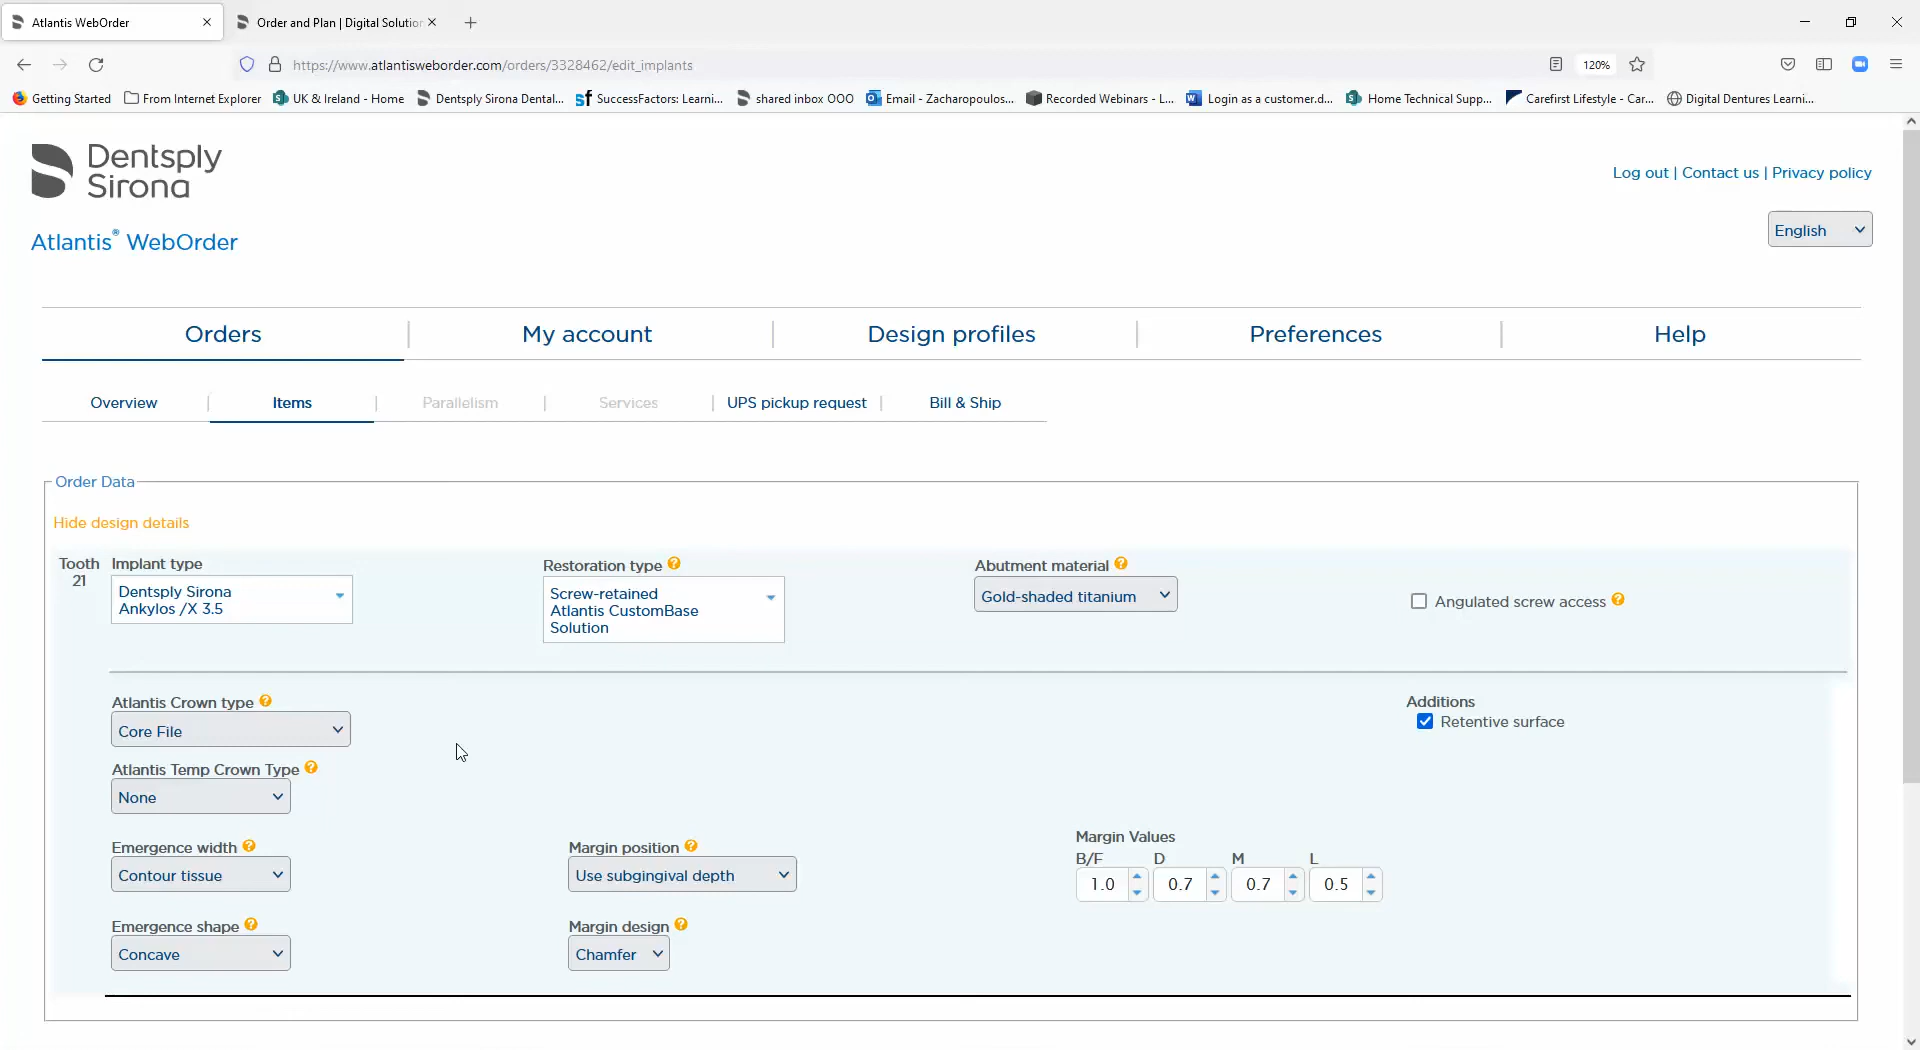 Atlantis WebOrder
Order and Plan | Digital Solution
https://www.atlantisweborder.com/orders/3328462/edit_implants
120%
Getting Started
From Internet Explorer
UK & Ireland - Home
Dentsply Sirona Dental...
SuccessFactors: Learni...
shared inbox OOO
Email - Zacharopoulos...
Recorded Webinars - L...
Login as a customer.d...
Home Technical Supp...
Carefirst Lifestyle - Car...
Digital Dentures Learni...
Dentsply
Sirona
Log out | Contact us | Privacy policy
Atlantis® WebOrder
English
Orders
My account
Design profiles
Preferences
Help
Overview
Items
Parallelism
Services
UPS pickup request
Bill & Ship
Order Data
Hide design details
Tooth
21
Implant type
Dentsply Sirona
Ankylos /X 3.5
Restoration type ?
Screw-retained
Atlantis CustomBase
Solution
Abutment material ?
Gold-shaded titanium
Angulated screw access ?
Atlantis Crown type ?
Core File
Additions
Retentive surface
Atlantis Temp Crown Type ?
None
Emergence width ?
Contour tissue
Margin position ?
Use subgingival depth
Margin Values
B/F D M L
1.0 0.7 0.7 0.5
Emergence shape ?
Concave
Margin design ?
Chamfer